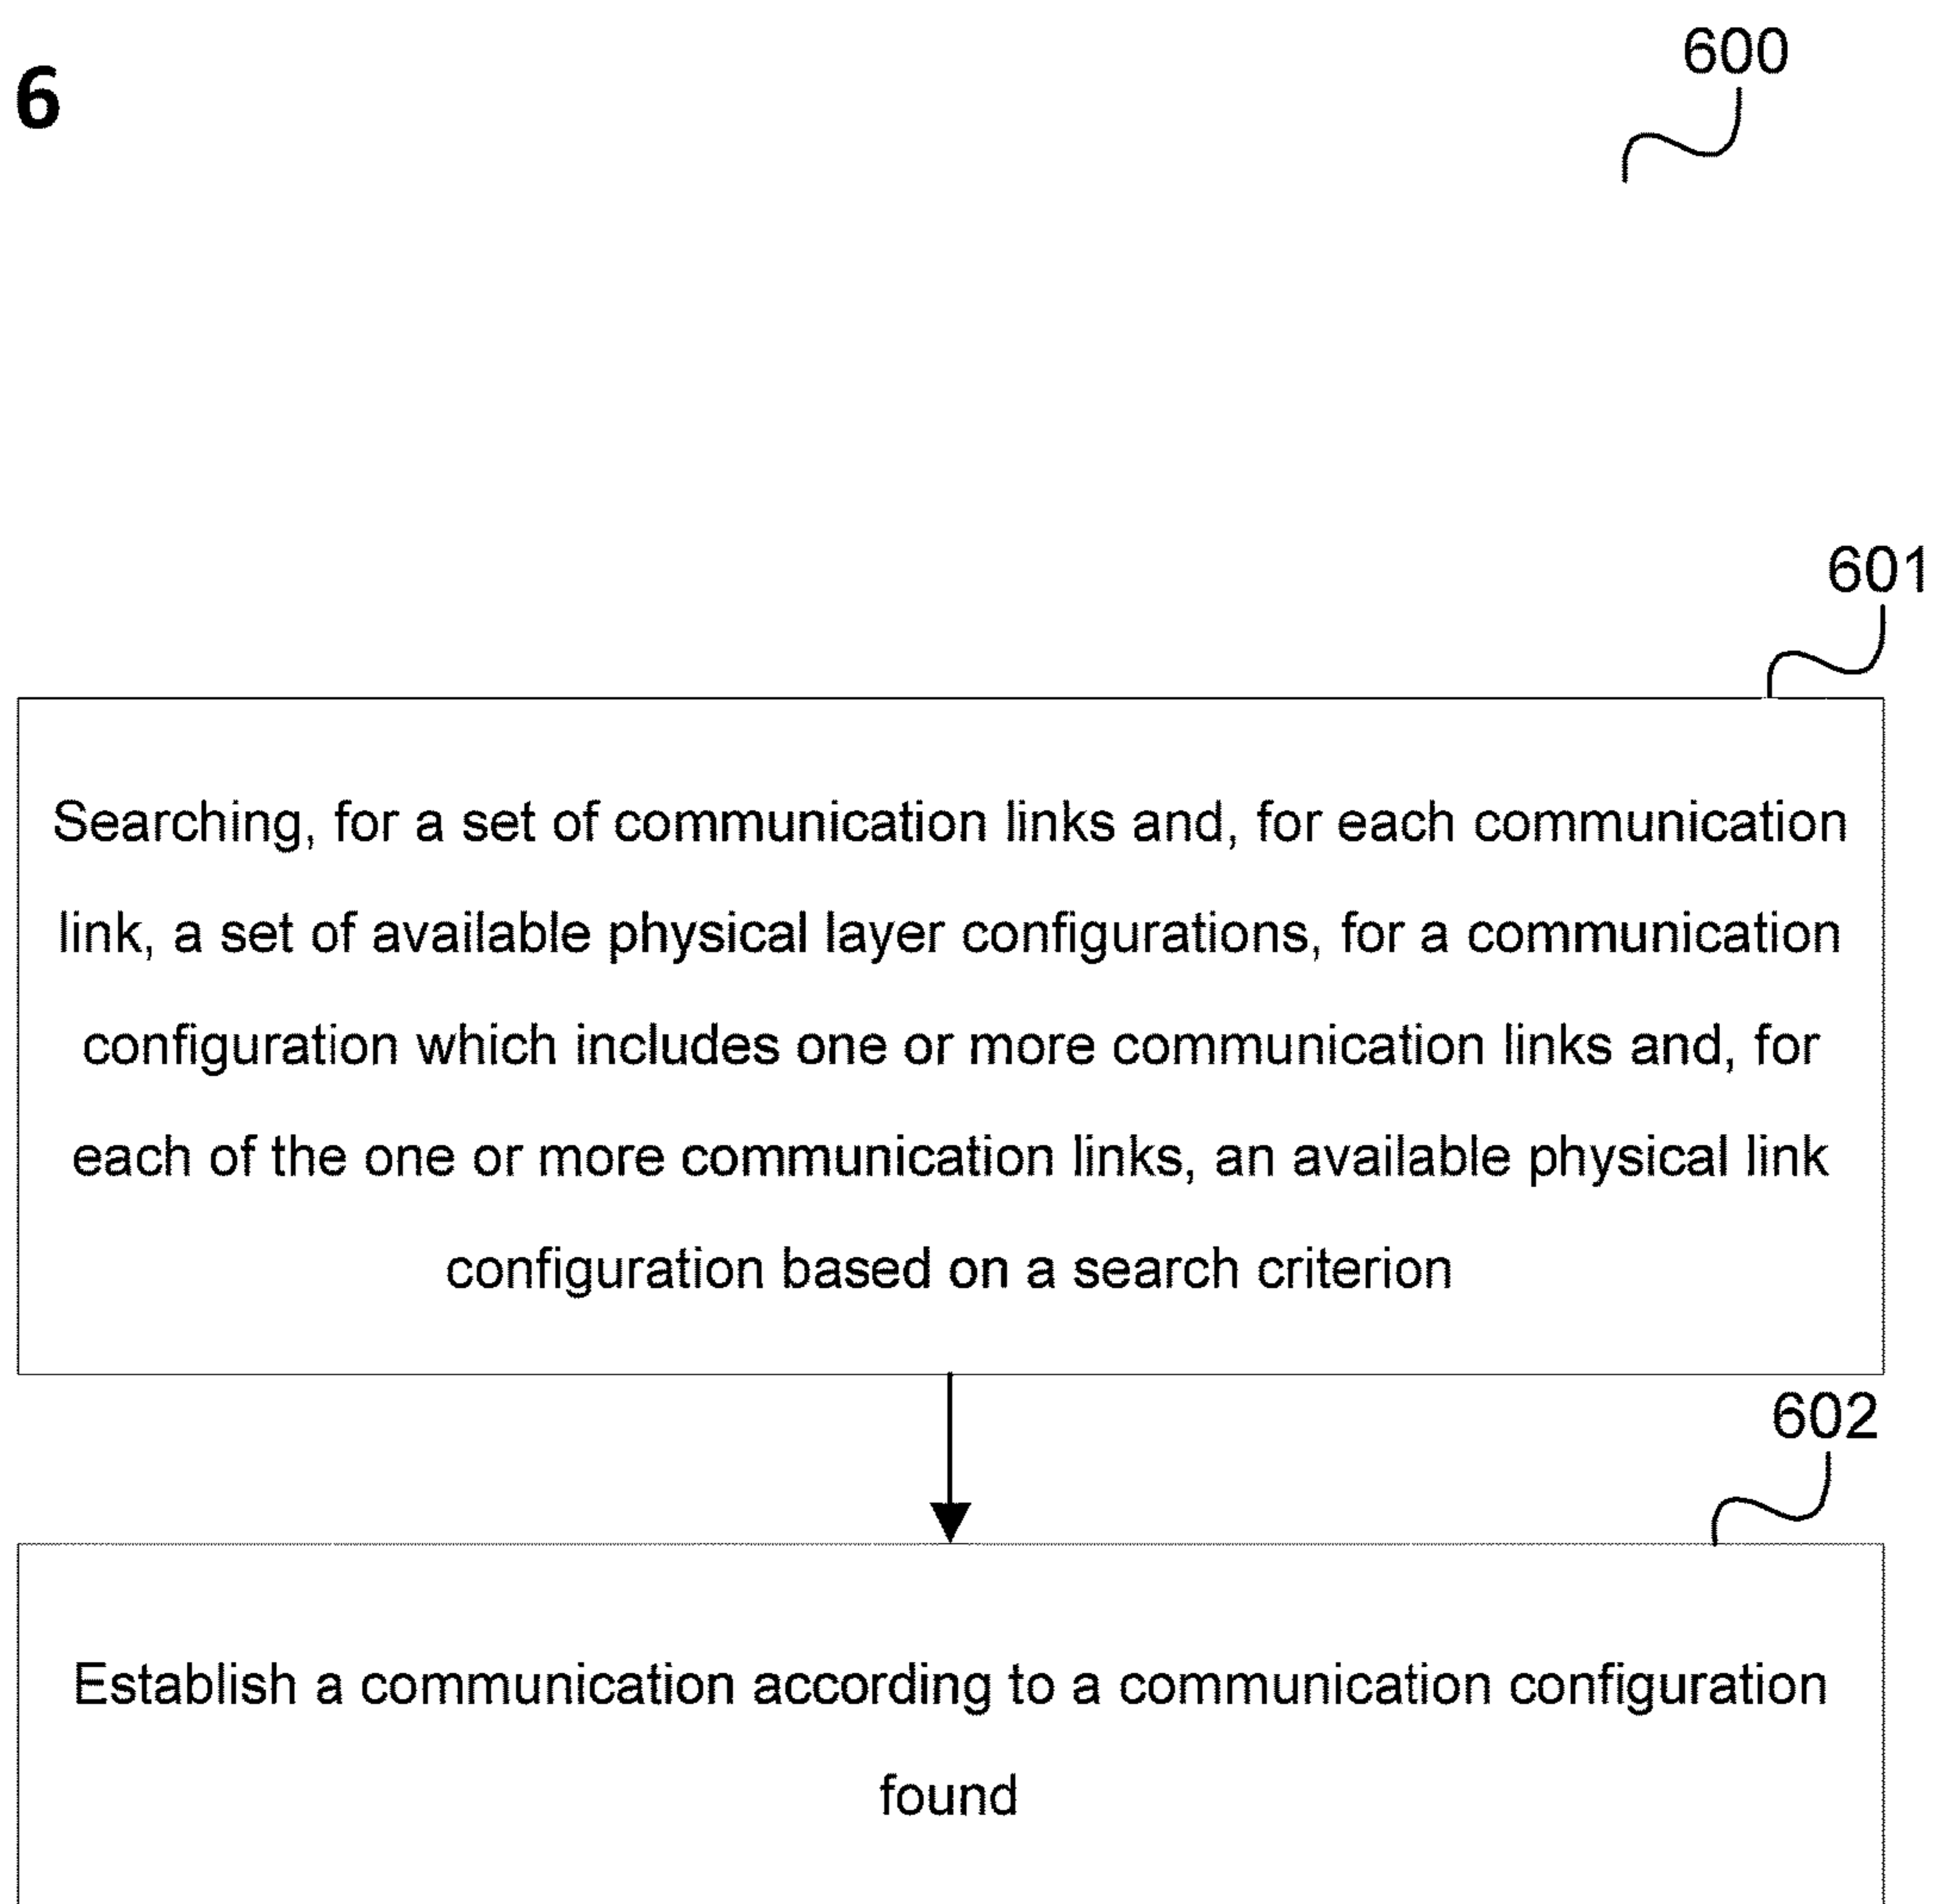 6
600
601
Searching, for a set of communication links and, for each communication
link, a set of available physical layer configurations, for a communication
configuration which includes one or more communication links and, for
each of the one or more communication links, an available physical link
configuration based on a search criterion
602
Establish a communication according to a communication configuration
found